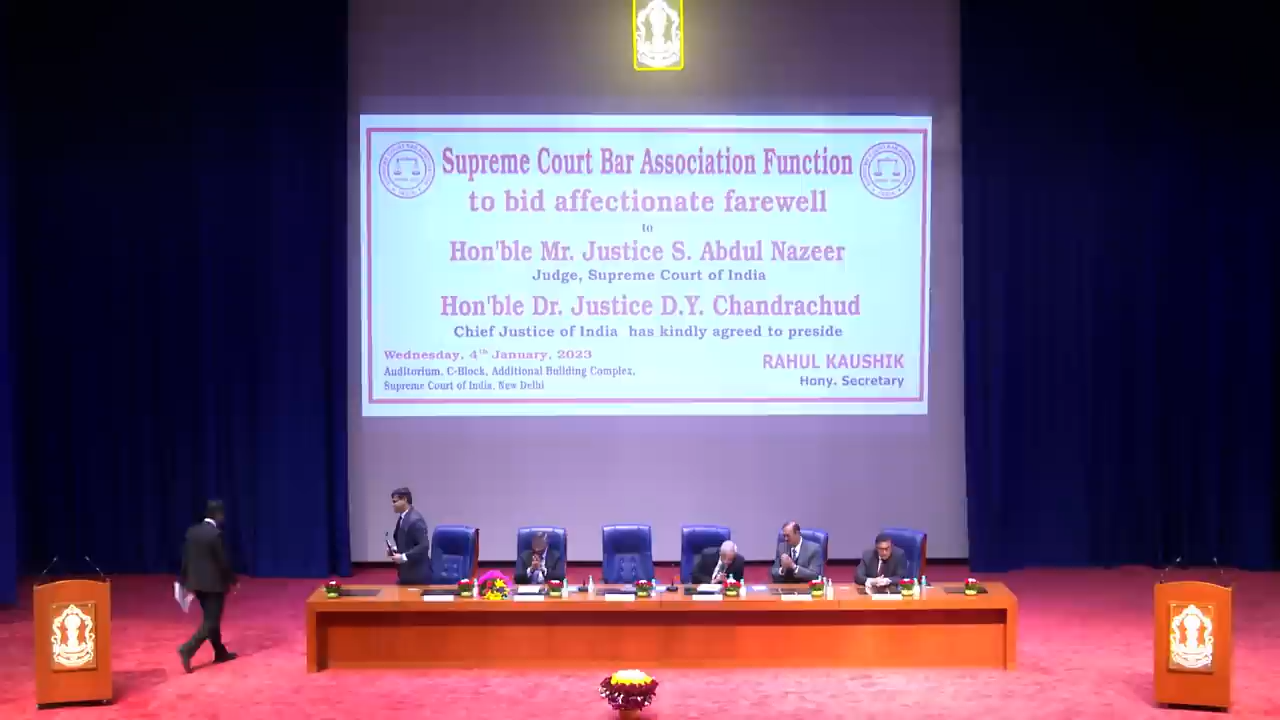 Supreme Court Bar Association Function
to bid affectionate farewell
to
Hon'ble Mr. Justice S. Abdul Nazeer
Judge, Supreme Court of India
Hon'ble Dr. Justice D.Y. Chandrachud
Chief Justice of India has kindly agreed to preside
Wednesday, 4th January, 2023
Auditorium, C-Block, Additional Building Complex,
Supreme Court of India, New Delhi
RAHUL KAUSHIK
Hony. Secretary